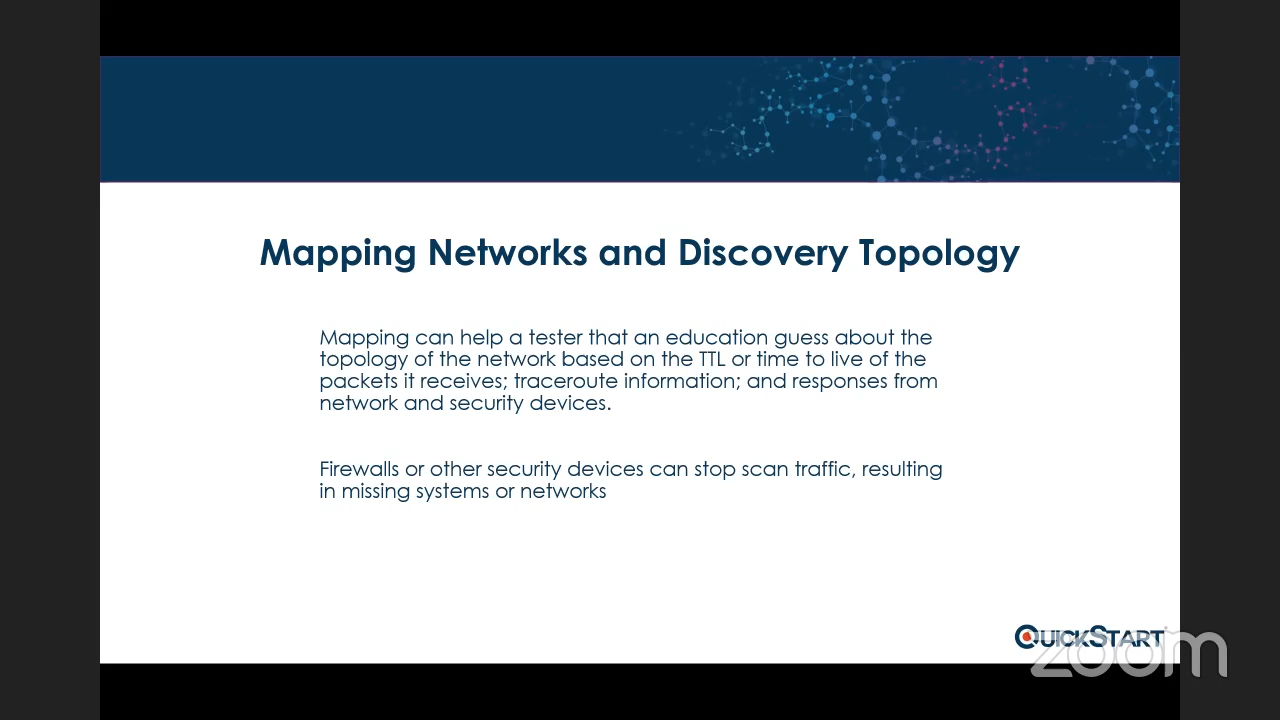 Mapping Networks and Discovery Topology
Mapping can help a tester that an education guess about the
topology of the network based on the TTL or time to live of the
packets it receives; traceroute information; and responses from
network and security devices.
Firewalls or other security devices can stop scan traffic, resulting
in missing systems or networks
QUICKSTART
zoom